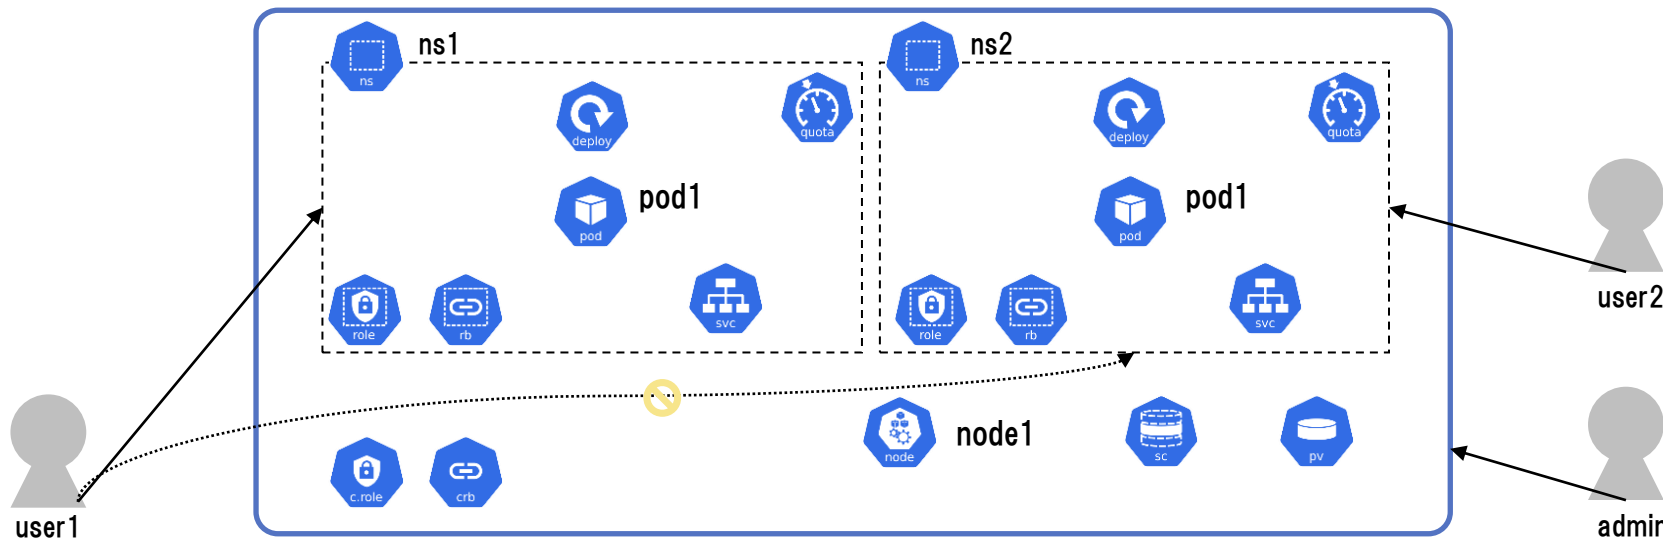 ns1
ns
ns2
ns
deploy
quota
deploy
quota
pod1
pod
pod1
pod
role
rb
svc
role
rb
svc
user2
node1
node
sc
pv
c.role
crb
user1
admin